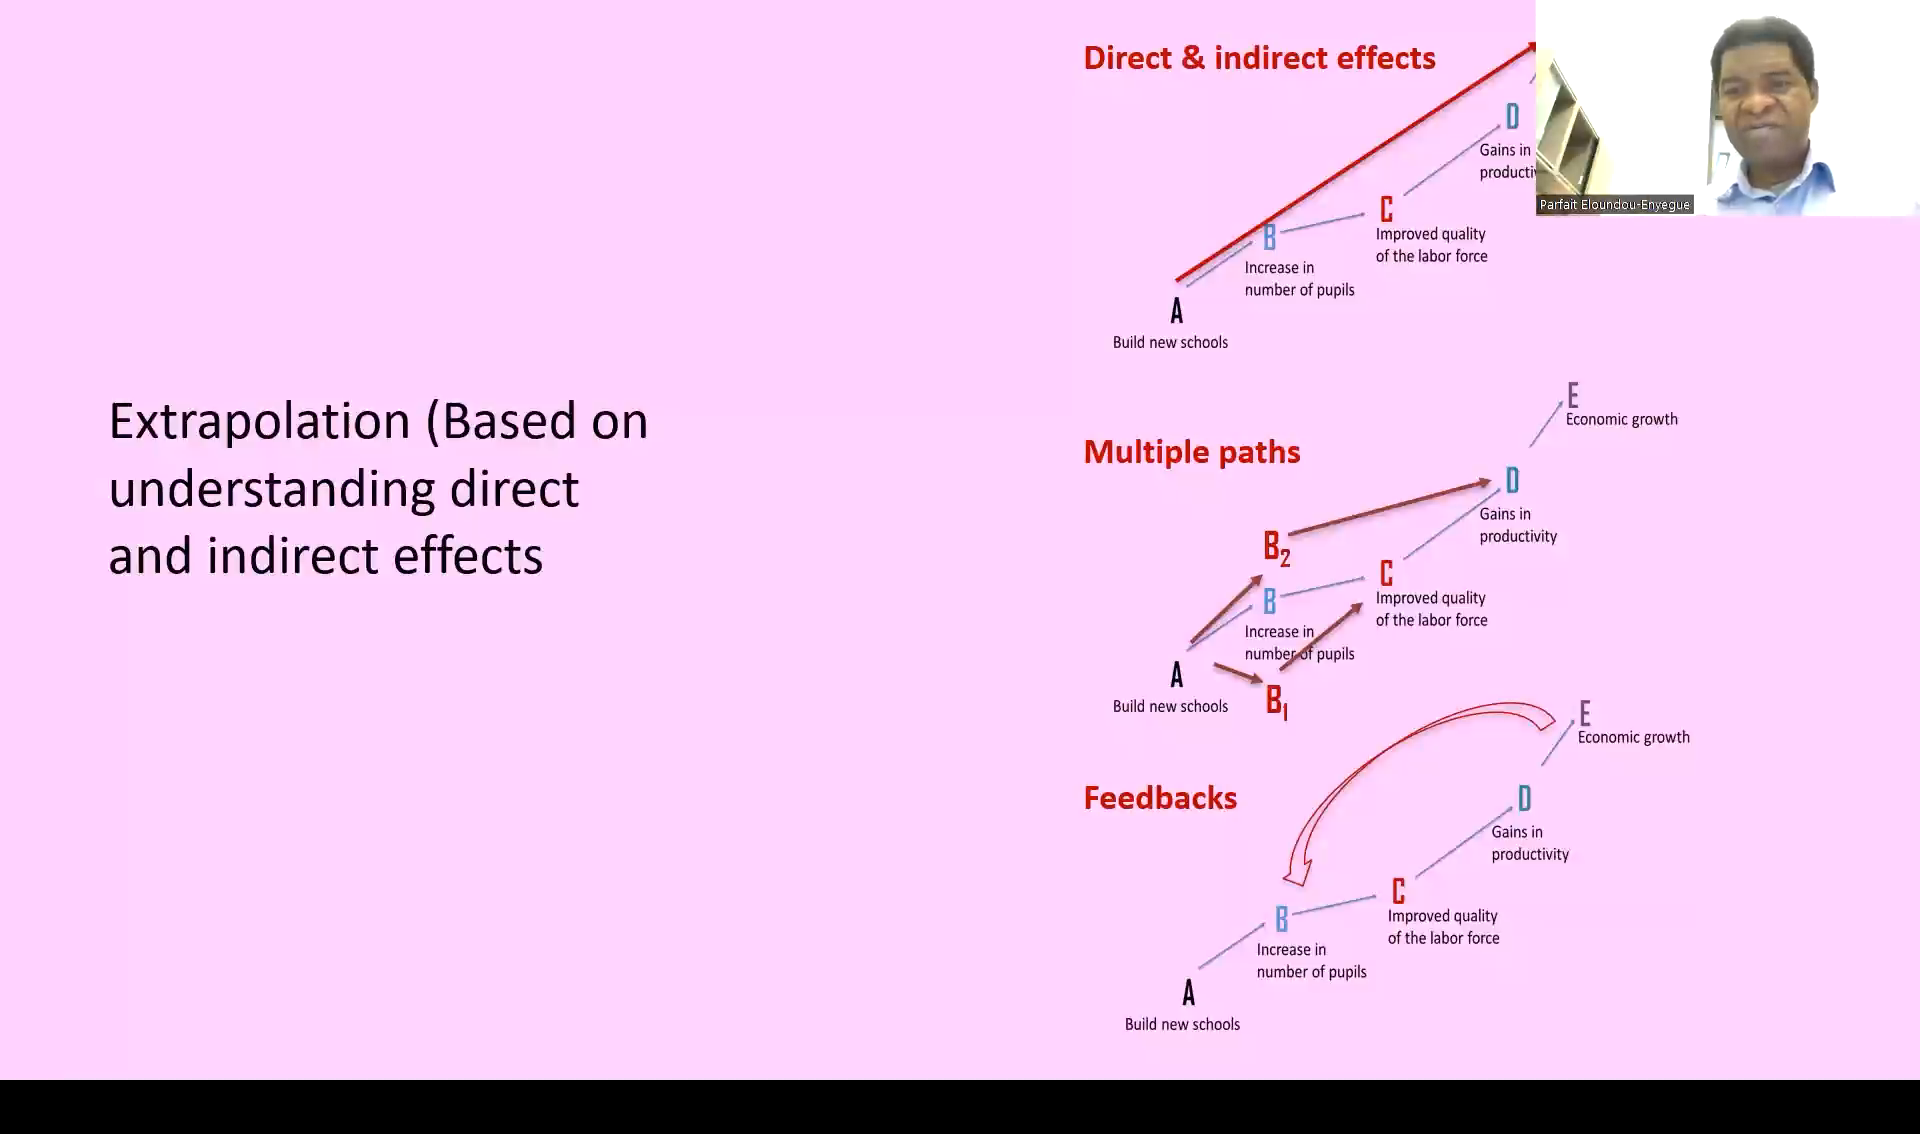 Extrapolation (Based on
understanding direct
and indirect effects
Direct & indirect effects
D
Gains in
C
Improved quality
of the labor force
B
Increase in
number of pupils
A
Build new schools
Parfait Eloundou-Enyegue
Multiple paths
E
Economic growth
D
Gains in
productivity
B2
C
Improved quality
of the labor force
B
Increase in
number of pupils
A
Build new schools
B1
Feedbacks
E
Economic growth
D
Gains in
productivity
C
Improved quality
of the labor force
B
Increase in
number of pupils
A
Build new schools